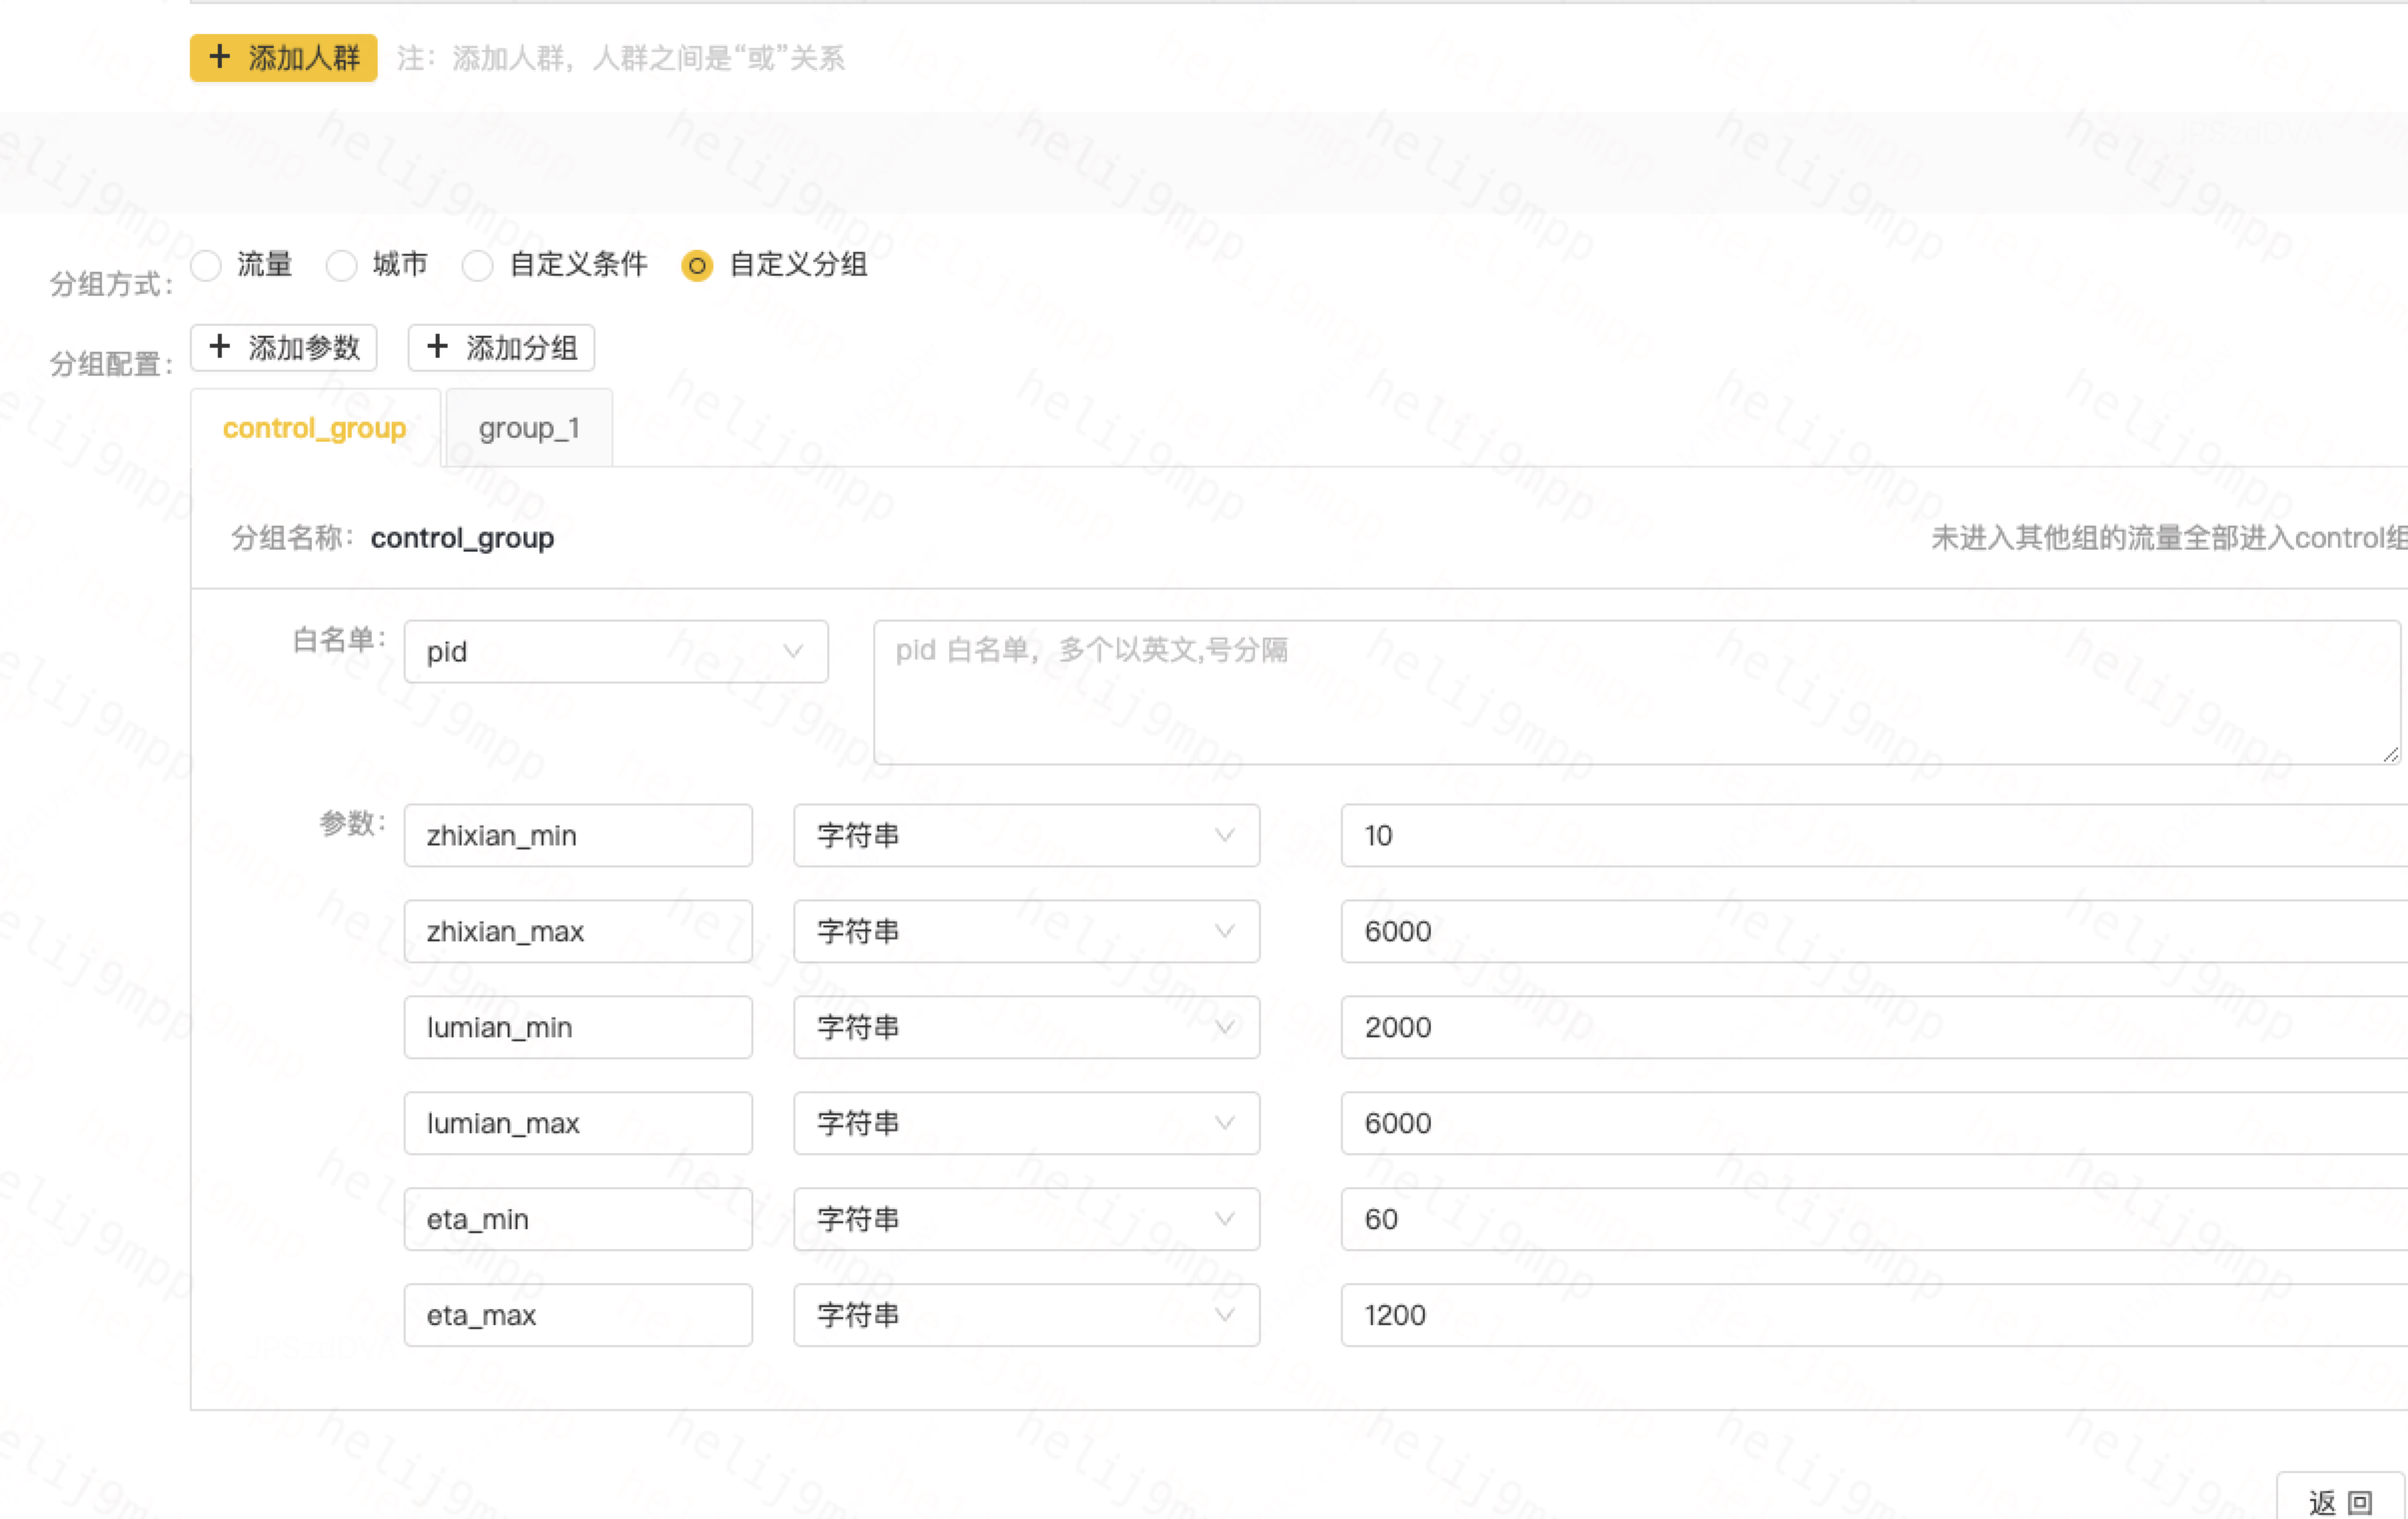 + 添加人群 注：添加人群，人群之间是“或”关系
分组方式： 流量 城市 自定义条件 自定义分组
分组配置： + 添加参数 + 添加分组
control_group group_1
分组名称：control_group 未进入其他组的流量全部进入control组
白名单： pid pid 白名单，多个以英文,号分隔
参数： zhixian_min 字符串 10
zhixian_max 字符串 6000
lumian_min 字符串 2000
lumian_max 字符串 6000
eta_min 字符串 60
eta_max 字符串 1200
返回
helij9mpp